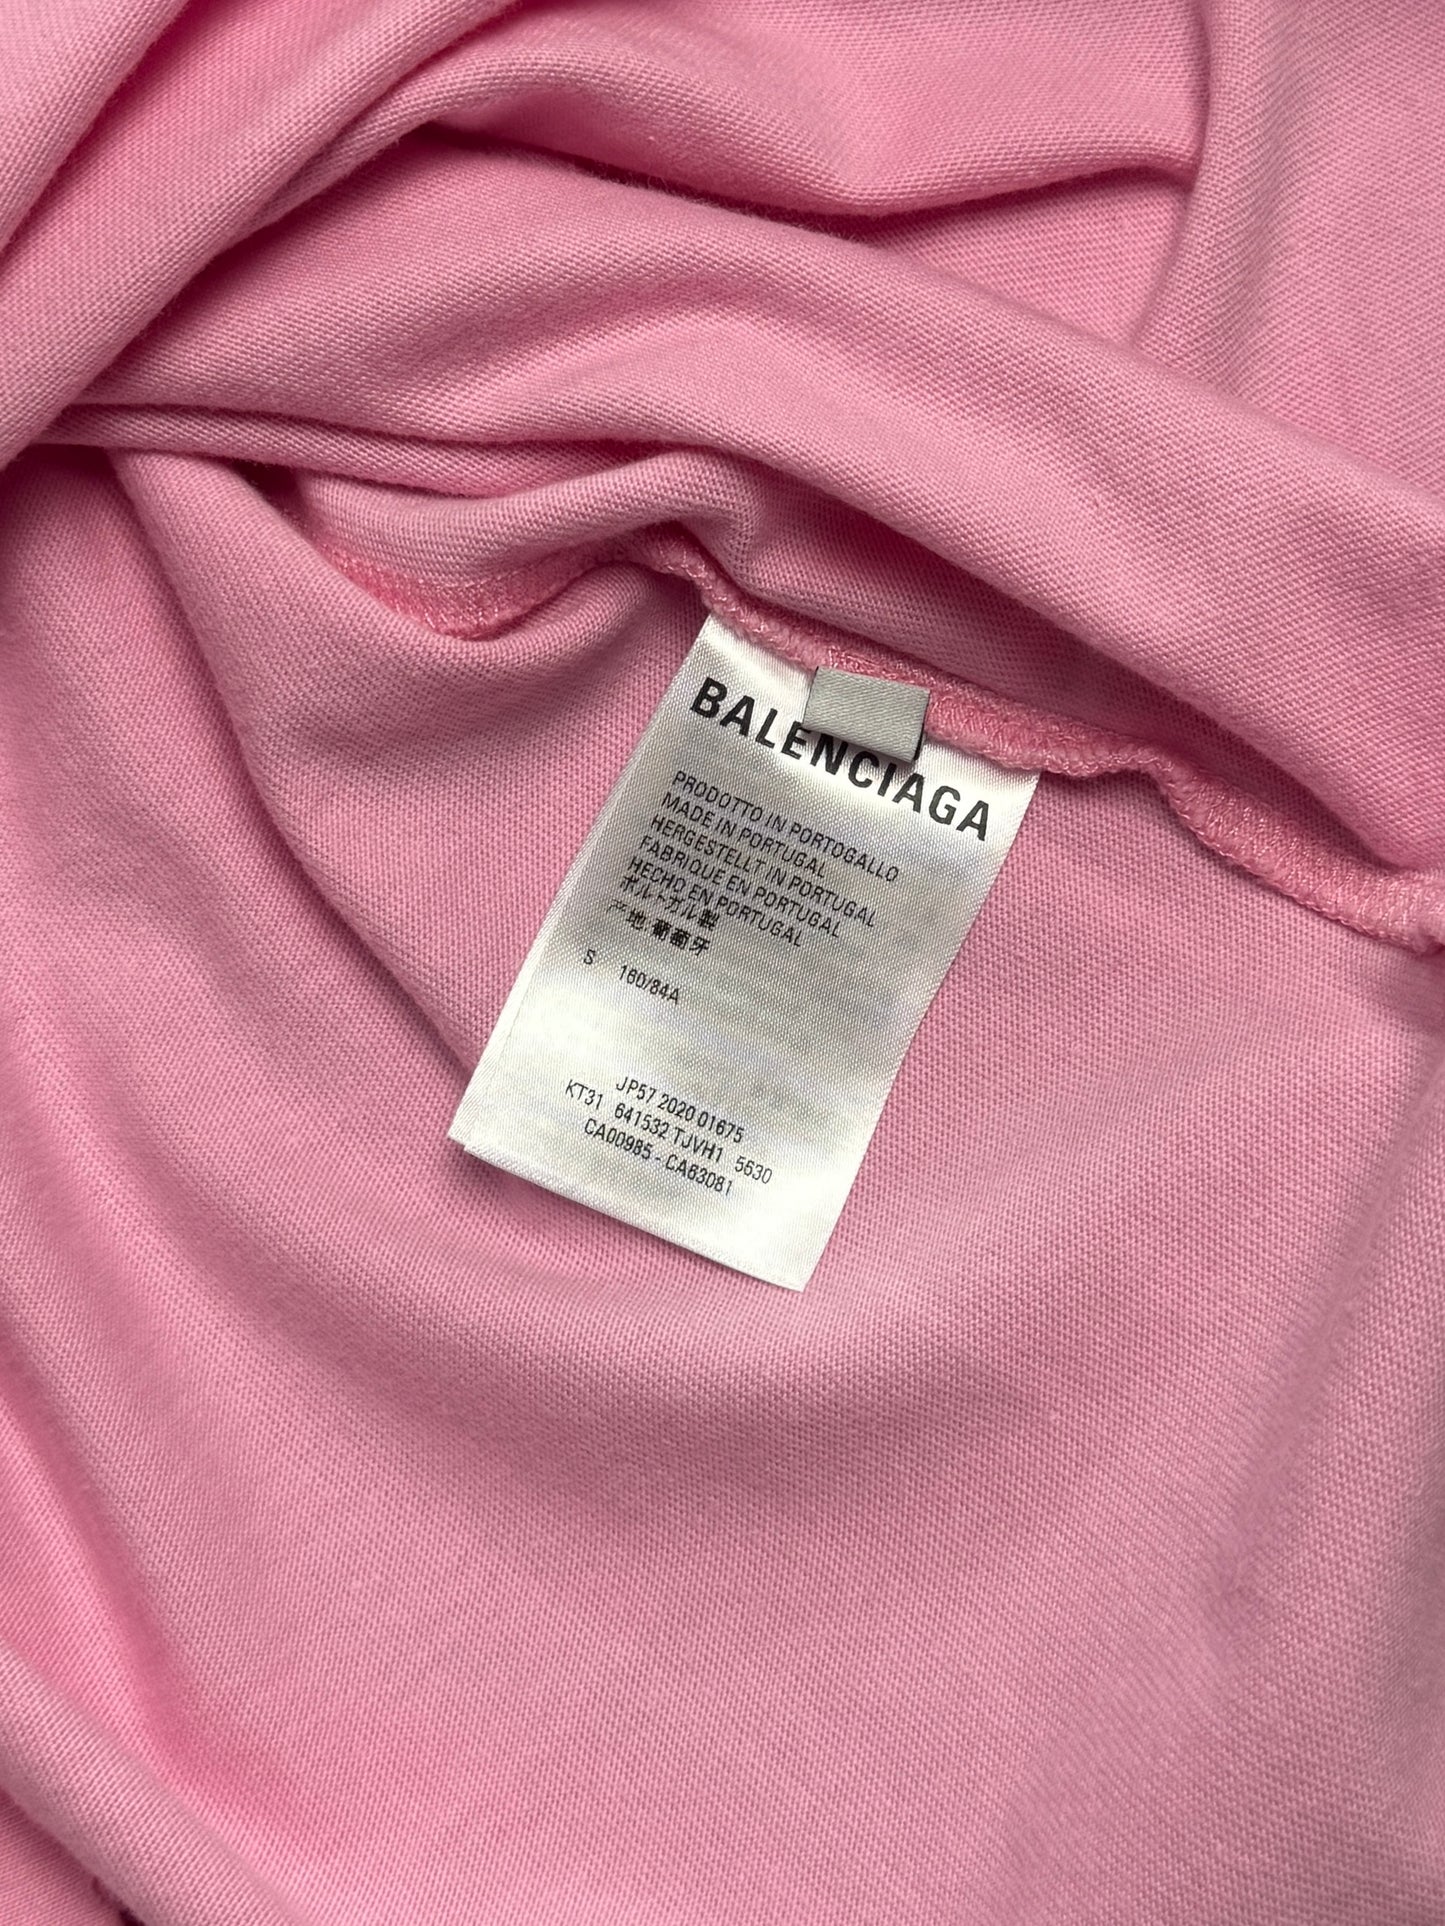 BALENCIAGA
PRODOTTO IN PORTOGALLO
MADE IN PORTUGAL
HERGESTELLT IN PORTUGAL
FABRIQUE EN PORTUGAL
HECHO EN PORTUGAL
ポルトガル製
产地:葡萄牙
S 160/84A
JP57 2020 01675
KT31 641532 TJVH1 5630
CA00985 - CA63081